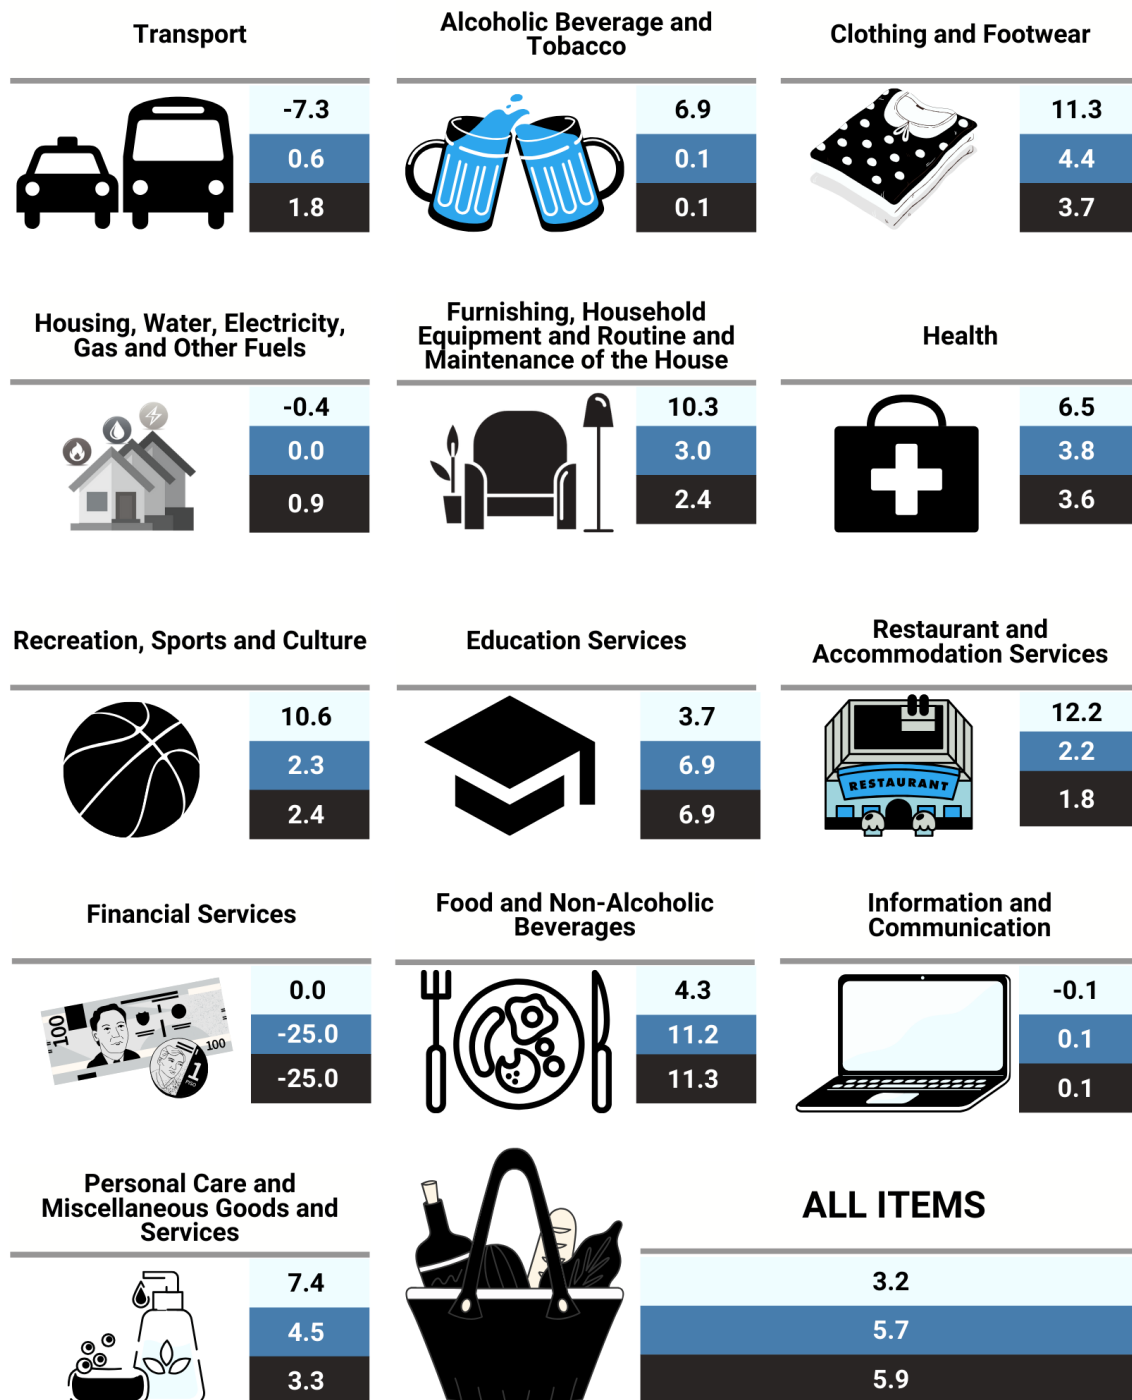 Transport
-7.3
0.6
1.8
Alcoholic Beverage and
Tobacco
6.9
0.1
0.1
Clothing and Footwear
11.3
4.4
3.7
Housing, Water, Electricity,
Gas and Other Fuels
-0.4
0.0
0.9
Furnishing, Household
Equipment and Routine and
Maintenance of the House
10.3
3.0
2.4
Health
6.5
3.8
3.6
Recreation, Sports and Culture
10.6
2.3
2.4
Education Services
3.7
6.9
6.9
Restaurant and
Accommodation Services
RESTAURANT
12.2
2.2
1.8
Financial Services
100
100
1
0.0
-25.0
-25.0
Food and Non-Alcoholic
Beverages
4.3
11.2
11.3
Information and
Communication
-0.1
0.1
0.1
Personal Care and
Miscellaneous Goods and
Services
7.4
4.5
3.3
ALL ITEMS
3.2
5.7
5.9